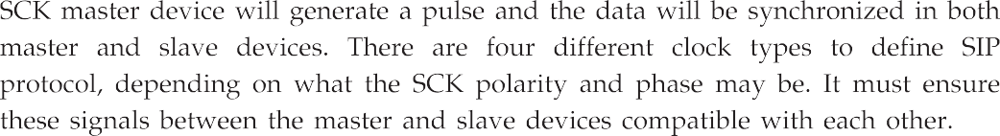 SCK master device will generate a pulse and the data will be synchronized in both
master and slave devices. There are four different clock types to define SIP
protocol, depending on what the SCK polarity and phase may be. It must ensure
these signals between the master and slave devices compatible with each other.